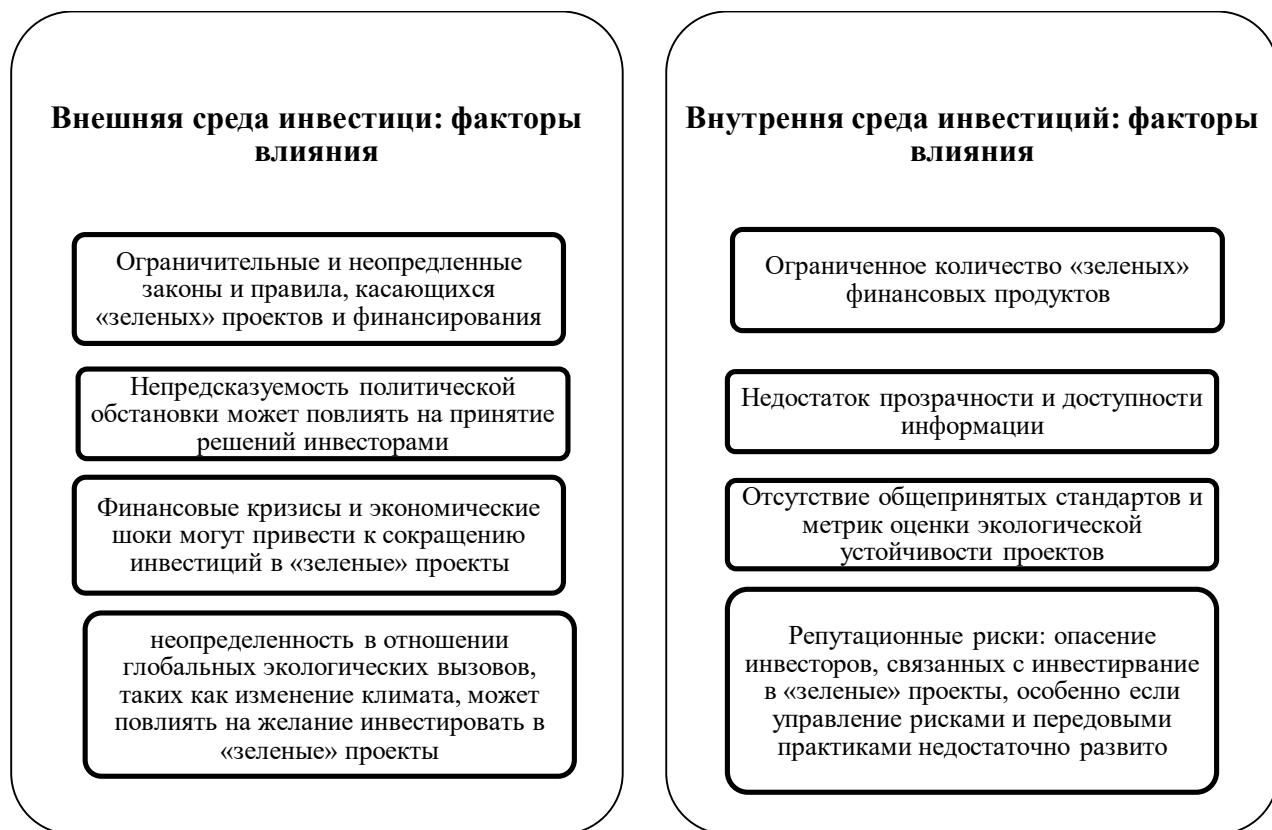 Внешняя среда инвестици: факторы
влияния
Ограничительные и неопредленные
законы и правила, касающихся
«зеленых» проектов и финансирования
Непредсказуемость политической
обстановки может повлиять на принятие
решений инвесторами
Финансовые кризисы и экономические
шоки могут привести к сокращению
инвестиций в «зеленые» проекты
неопределенность в отношении
глобальных экологических вызовов,
таких как изменение климата, может
повлиять на желание инвестировать в
«зеленые» проекты
Внутрення среда инвестиций: факторы
влияния
Ограниченное количество «зеленых»
финансовых продуктов
Недостаток прозрачности и доступности
информации
Отсутствие общепринятых стандартов и
метрик оценки экологической
устойчивости проектов
Репутационные риски: опасение
инвесторов, связанных с инвестирвание
в «зеленые» проекты, особенно если
управление рисками и передовыми
практиками недостаточно развито